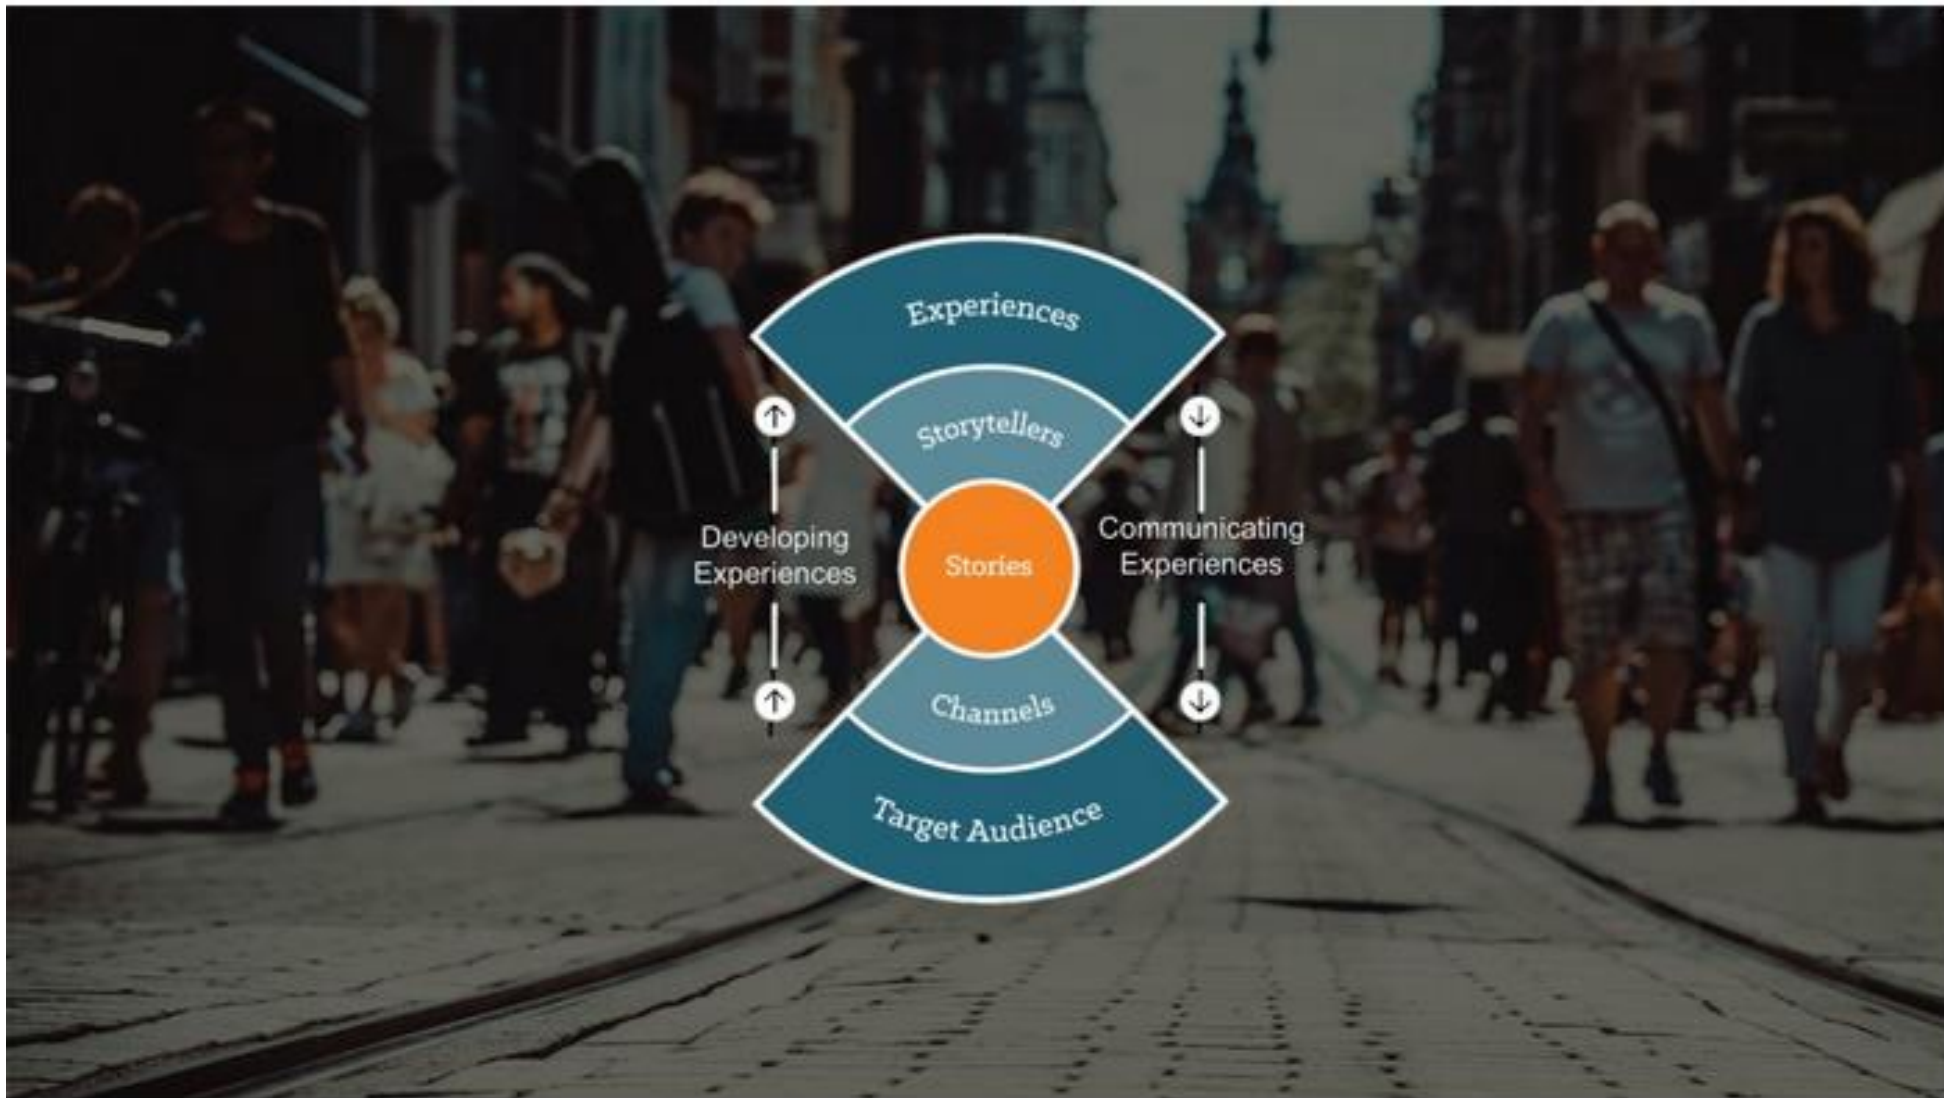 Experiences
Storytellers
Developing
Experiences
Stories
Communicating
Experiences
Channels
Target Audience